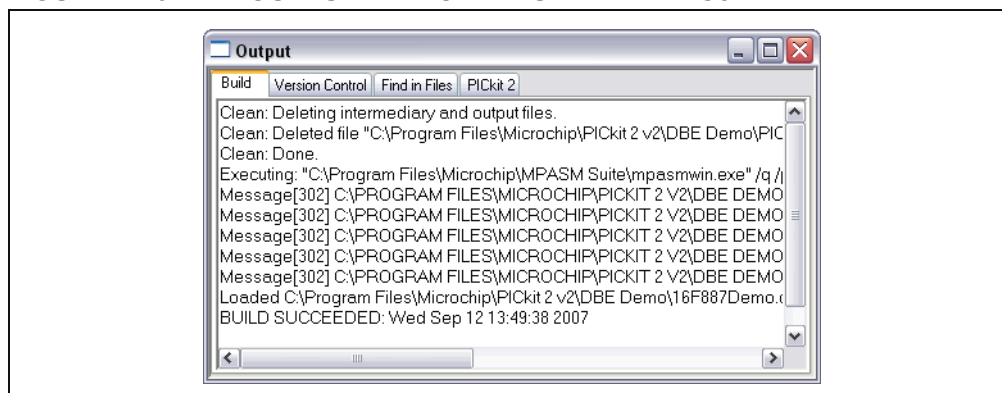 Output
Build Version Control Find in Files PICkit 2
Clean: Deleting intermediary and output files.
Clean: Deleted file "C:\Program Files\Microchip\PICkit 2 v2\DBE Demo\PIC
Clean: Done.
Executing: "C:\Program Files\Microchip\MPASM Suite\mpasmwin.exe" /q /
Message[302] C:\PROGRAM FILES\MICROCHIP\PICKIT 2 V2\DBE DEMO
Message[302] C:\PROGRAM FILES\MICROCHIP\PICKIT 2 V2\DBE DEMO
Message[302] C:\PROGRAM FILES\MICROCHIP\PICKIT 2 V2\DBE DEMO
Message[302] C:\PROGRAM FILES\MICROCHIP\PICKIT 2 V2\DBE DEMO
Message[302] C:\PROGRAM FILES\MICROCHIP\PICKIT 2 V2\DBE DEMO
Loaded C:\Program Files\Microchip\PICkit 2 v2\DBE Demo\16F887Demo.
BUILD SUCCEEDED: Wed Sep 12 13:49:38 2007